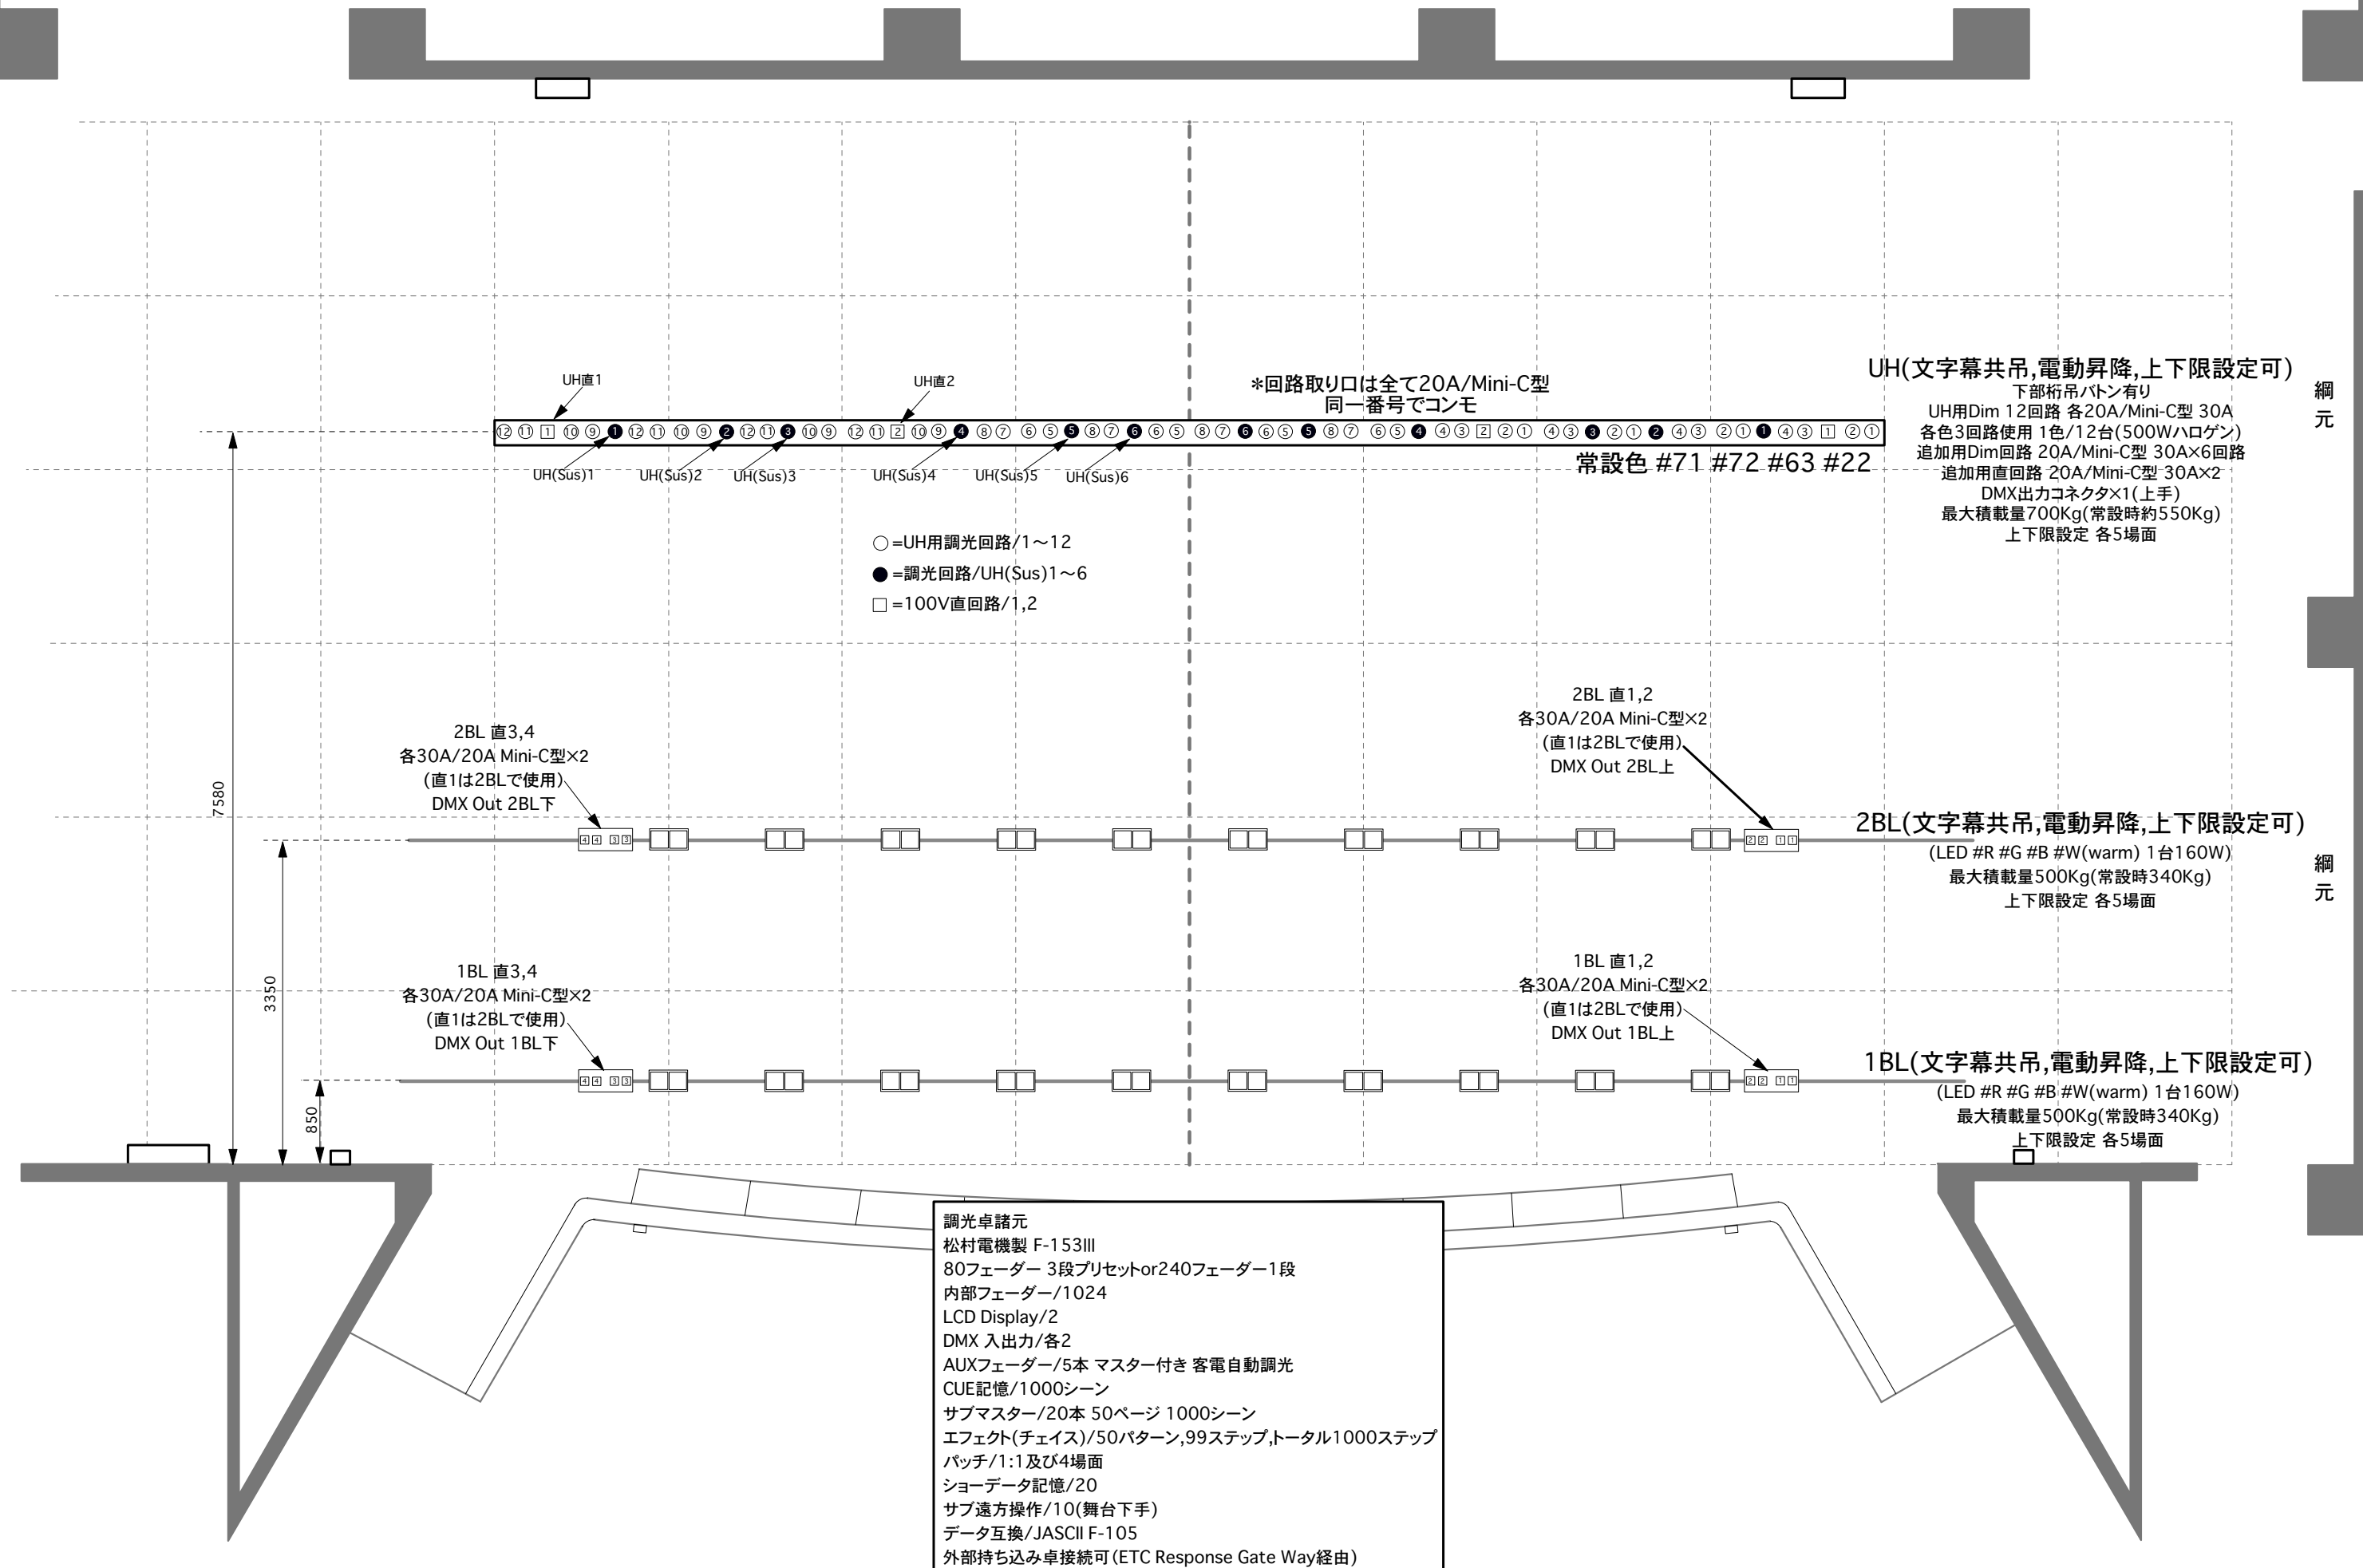 UH直1
UH直2
*回路取り口は全て20A/Mini-C型
同一番号でコンモ
⑫⑪1⑩⑨❶⑫⑪⑩⑨❷⑫⑪❸⑩⑨⑫⑪2⑩⑨❹⑧⑦⑥⑤❺⑧⑦❻⑥⑤⑧⑦❻⑥⑤❺⑧⑦⑥⑤❹④③2②①④③❸②①❷④③②①❶④③1②①
UH(Sus)1
UH(Sus)2
UH(Sus)3
UH(Sus)4
UH(Sus)5
UH(Sus)6
常設色 #71 #72 #63 #22
UH(文字幕共吊,電動昇降,上下限設定可)
下部桁吊バトン有り
UH用Dim 12回路 各20A/Mini-C型 30A
各色3回路使用 1色/12台(500Wハロゲン)
追加用Dim回路 20A/Mini-C型 30A×6回路
追加用直回路 20A/Mini-C型 30A×2
DMX出力コネクタ×1(上手)
最大積載量700Kg(常設時約550Kg)
上下限設定 各5場面
綱
元
○=UH用調光回路/1～12
●=調光回路/UH(Sus)1～6
□=100V直回路/1,2
7580
3350
850
2BL 直3,4
各30A/20A Mini-C型×2
(直1は2BLで使用)
DMX Out 2BL下
2BL 直1,2
各30A/20A Mini-C型×2
(直1は2BLで使用)
DMX Out 2BL上
4 4 3 3
2 2 1 1
2BL(文字幕共吊,電動昇降,上下限設定可)
(LED #R #G #B #W(warm) 1台160W)
最大積載量500Kg(常設時340Kg)
上下限設定 各5場面
綱
元
1BL 直3,4
各30A/20A Mini-C型×2
(直1は2BLで使用)
DMX Out 1BL下
1BL 直1,2
各30A/20A Mini-C型×2
(直1は2BLで使用)
DMX Out 1BL上
4 4 3 3
2 2 1 1
1BL(文字幕共吊,電動昇降,上下限設定可)
(LED #R #G #B #W(warm) 1台160W)
最大積載量500Kg(常設時340Kg)
上下限設定 各5場面
調光卓諸元
松村電機製 F-153III
80フェーダー 3段プリセットor240フェーダー1段
内部フェーダー/1024
LCD Display/2
DMX 入出力/各2
AUXフェーダー/5本 マスター付き 客電自動調光
CUE記憶/1000シーン
サブマスター/20本 50ページ 1000シーン
エフェクト(チェイス)/50パターン,99ステップ,トータル1000ステップ
パッチ/1:1及び4場面
ショーデータ記憶/20
サブ遠方操作/10(舞台下手)
データ互換/JASCII F-105
外部持ち込み卓接続可(ETC Response Gate Way経由)